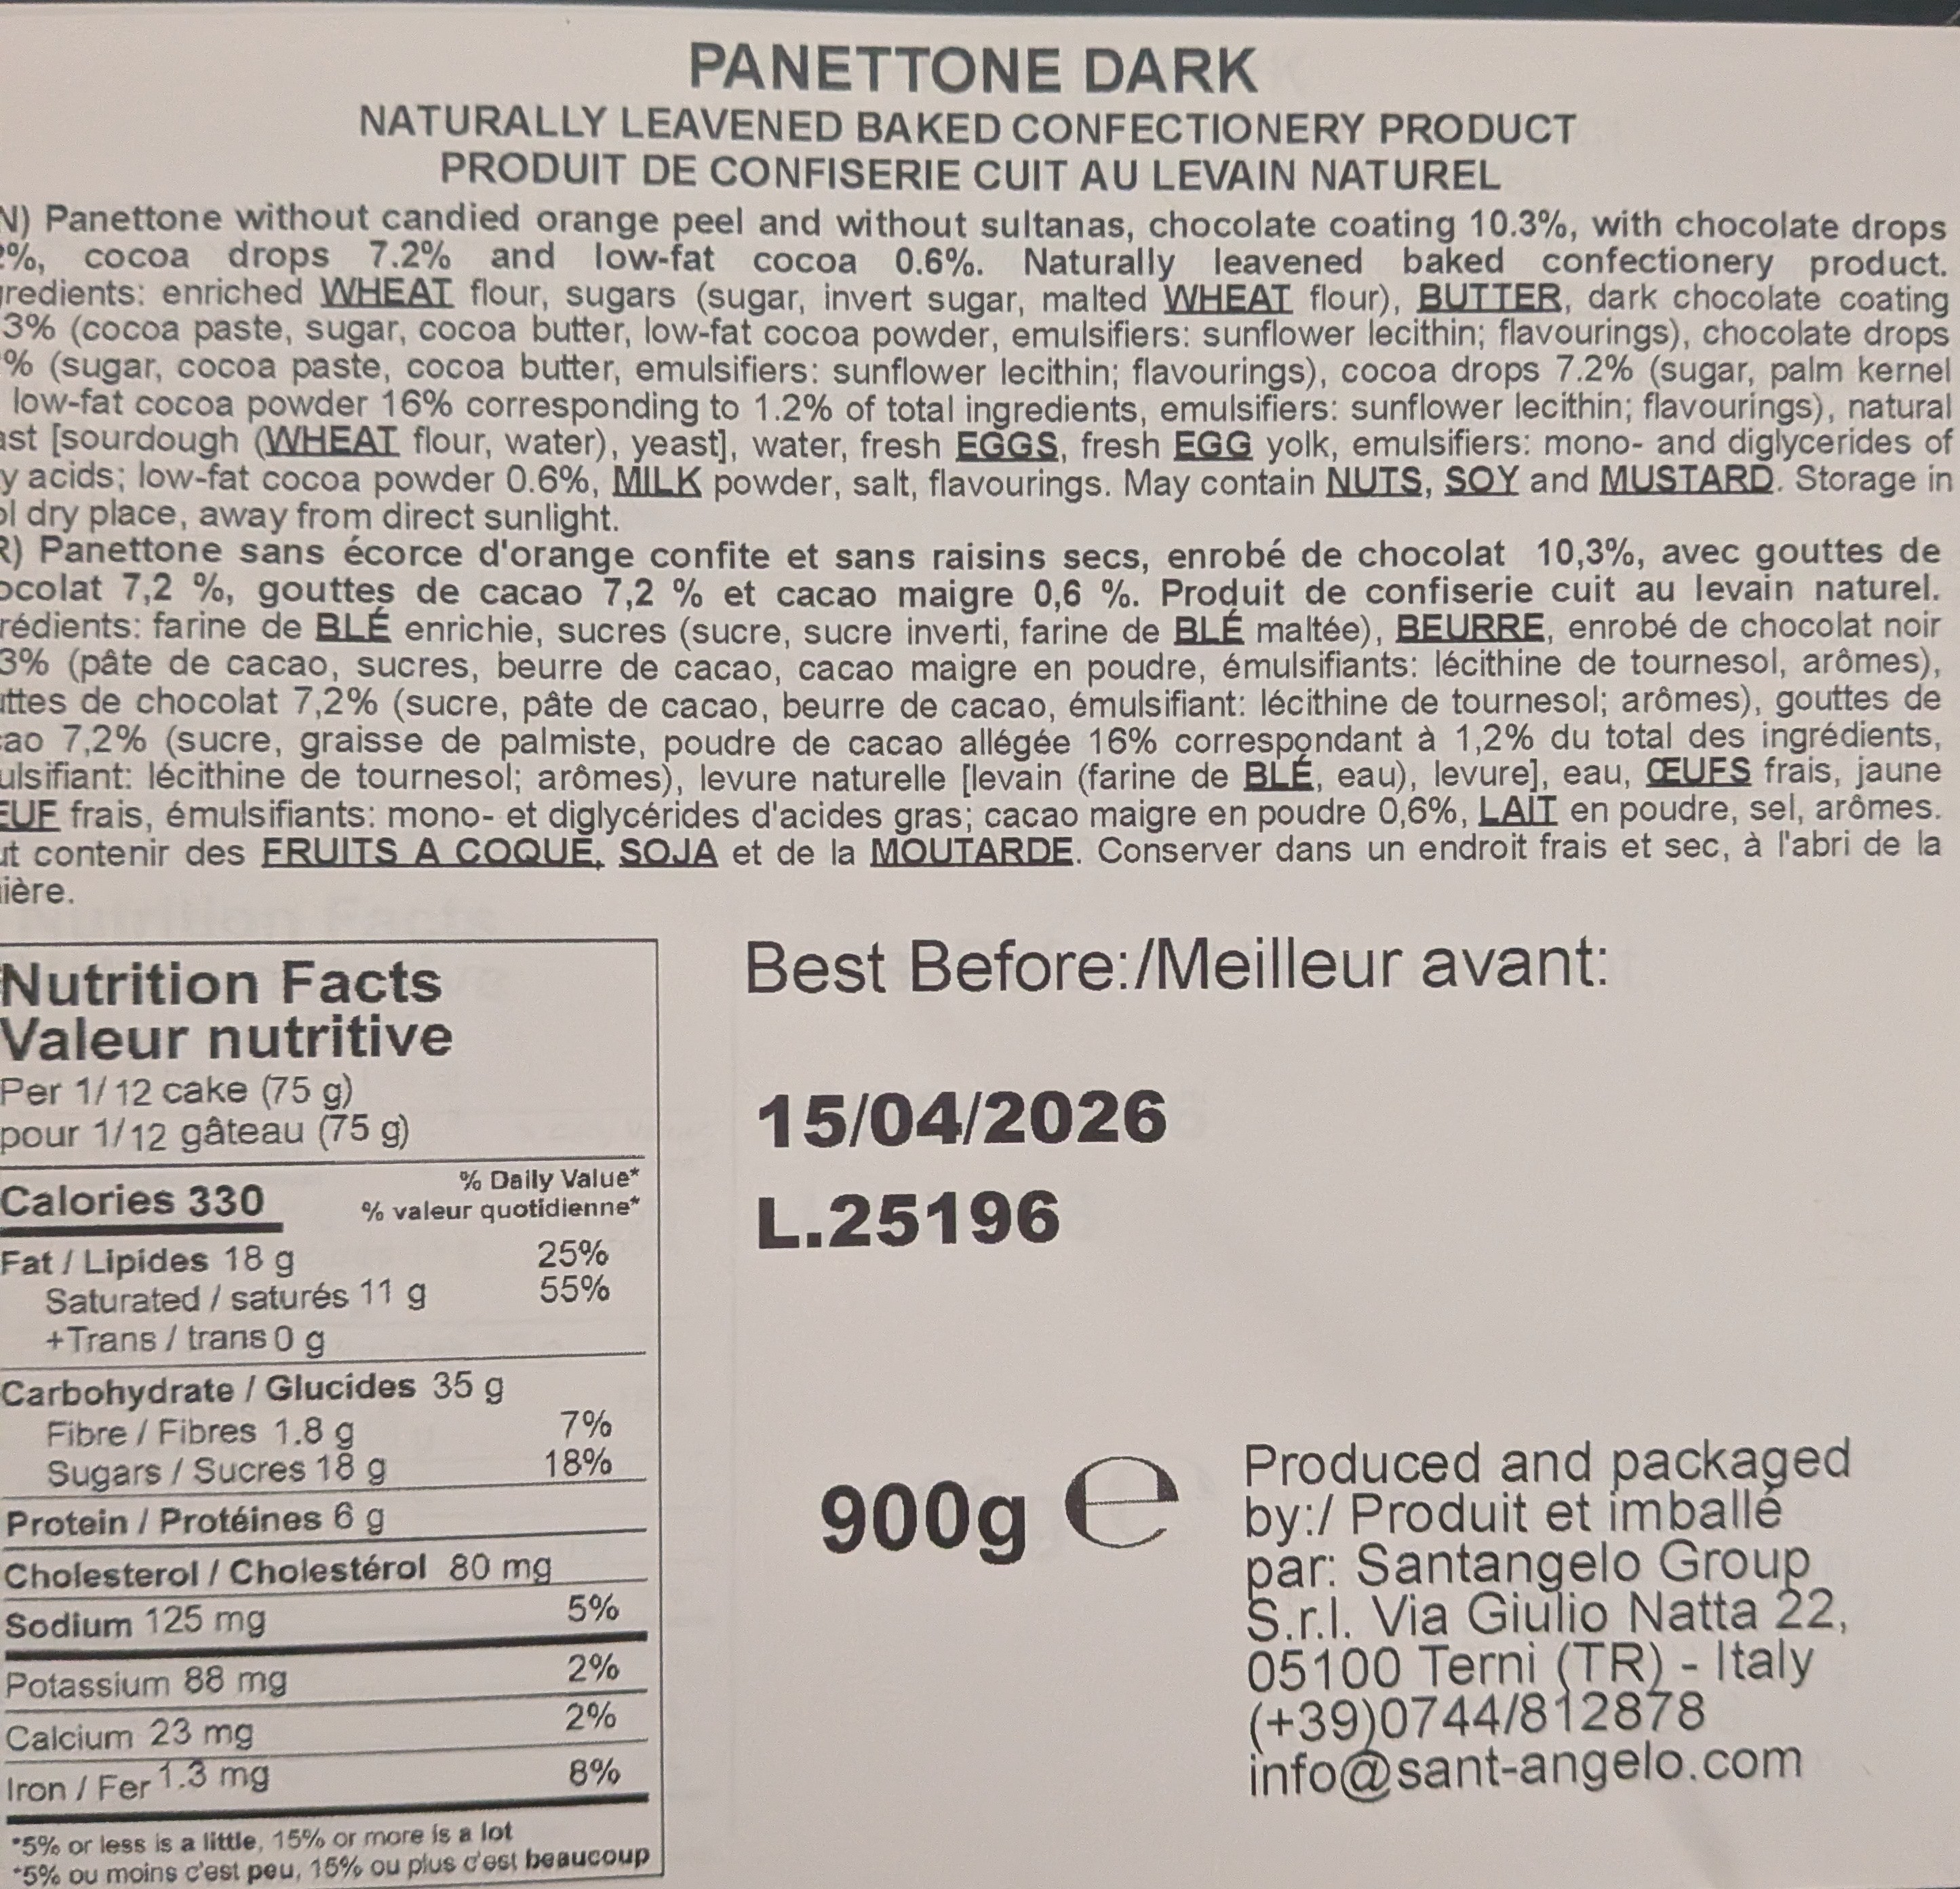 PANETTONE DARK
NATURALLY LEAVENED BAKED CONFECTIONERY PRODUCT
PRODUIT DE CONFISERIE CUIT AU LEVAIN NATUREL
N) Panettone without candied orange peel and without sultanas, chocolate coating 10.3%, with chocolate drops
2%, cocoa drops 7.2% and low-fat cocoa 0.6%. Naturally leavened baked confectionery product.
gredients: enriched WHEAT flour, sugars (sugar, invert sugar, malted WHEAT flour), BUTTER, dark chocolate coating
3% (cocoa paste, sugar, cocoa butter, low-fat cocoa powder, emulsifiers: sunflower lecithin; flavourings), chocolate drops
% (sugar, cocoa paste, cocoa butter, emulsifiers: sunflower lecithin; flavourings), cocoa drops 7.2% (sugar, palm kernel
low-fat cocoa powder 16% corresponding to 1.2% of total ingredients, emulsifiers: sunflower lecithin; flavourings), natural
ast [sourdough (WHEAT flour, water), yeast], water, fresh EGGS, fresh EGG yolk, emulsifiers: mono- and diglycerides of
y acids; low-fat cocoa powder 0.6%, MILK powder, salt, flavourings. May contain NUTS, SOY and MUSTARD. Storage in
ol dry place, away from direct sunlight.
R) Panettone sans écorce d'orange confite et sans raisins secs, enrobé de chocolat 10,3%, avec gouttes de
ocolat 7,2 %, gouttes de cacao 7,2 % et cacao maigre 0,6 %. Produit de confiserie cuit au levain naturel.
rédients: farine de BLÉ enrichie, sucres (sucre, sucre inverti, farine de BLÉ maltée), BEURRE, enrobé de chocolat noir
3% (pâte de cacao, sucres, beurre de cacao, cacao maigre en poudre, émulsifiants: lécithine de tournesol, arômes),
uttes de chocolat 7,2% (sucre, pâte de cacao, beurre de cacao, émulsifiant: lécithine de tournesol; arômes), gouttes de
cao 7,2% (sucre, graisse de palmiste, poudre de cacao allégée 16% correspondant à 1,2% du total des ingrédients,
ulsifiant: lécithine de tournesol; arômes), levure naturelle [levain (farine de BLÉ, eau), levure], eau, ŒUFS frais, jaune
EUF frais, émulsifiants: mono- et diglycérides d'acides gras; cacao maigre en poudre 0,6%, LAIT en poudre, sel, arômes.
ut contenir des FRUITS A COQUE, SOJA et de la MOUTARDE. Conserver dans un endroit frais et sec, à l'abri de la
ière.
Nutrition Facts
Valeur nutritive
Per 1/12 cake (75 g)
pour 1/12 gâteau (75 g)
% Daily Value*
Calories 330
% valeur quotidienne*
Fat / Lipides 18 g 25%
Saturated / saturés 11 g 55%
+Trans / trans 0 g
Carbohydrate / Glucides 35 g
Fibre / Fibres 1.8 g 7%
Sugars / Sucres 18 g 18%
Protein / Protéines 6 g
Cholesterol / Cholestérol 80 mg
Sodium 125 mg 5%
Potassium 88 mg 2%
Calcium 23 mg 2%
Iron / Fer 1.3 mg 8%
*5% or less is a little, 15% or more is a lot
*5% ou moins c'est peu, 15% ou plus c'est beaucoup
Best Before:/Meilleur avant:
15/04/2026
L.25196
900g ℮
Produced and packaged
by:/ Produit et imballé
par: Santangelo Group
S.r.l. Via Giulio Natta 22,
05100 Terni (TR) - Italy
(+39)0744/812878
info@sant-angelo.com